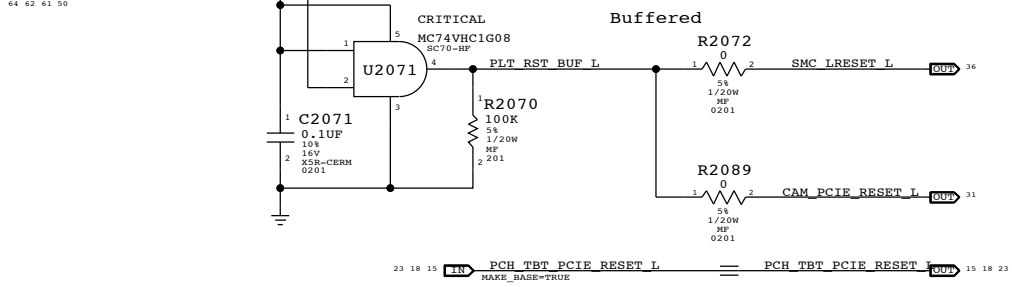 64 62 61 50
Buffered
CRITICAL
MC74VHC1G08
SC70-HF
5
1
U2071
4
2
3
PLT_RST_BUF_L
R2072
0
1
2
5%
1/20W
MF
0201
SMC_LRESET_L
OUT
36
1
R2070
100K
5%
1/20W
MF
201
2
1
C2071
0.1UF
10%
16V
X5R-CERM
0201
2
R2089
0
1
2
5%
1/20W
MF
0201
CAM_PCIE_RESET_L
OUT
31
23 18 15
IN
PCH_TBT_PCIE_RESET_L
MAKE_BASE=TRUE
PCH_TBT_PCIE_RESET_L
OUT
15 18 23